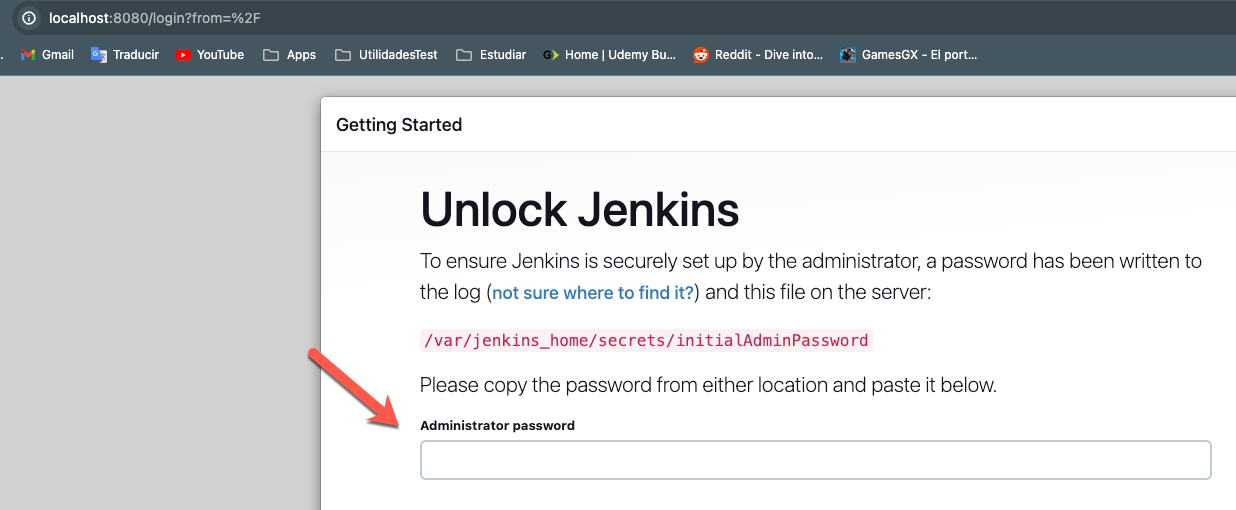 localhost:8080/login?from=%2F
. Gmail Traducir YouTube Apps UtilidadesTest Estudiar Home | Udemy Bu... Reddit - Dive into... GamesGX - El port...
Getting Started
Unlock Jenkins
To ensure Jenkins is securely set up by the administrator, a password has been written to
the log (not sure where to find it?) and this file on the server:
/var/jenkins_home/secrets/initialAdminPassword
Please copy the password from either location and paste it below.
Administrator password